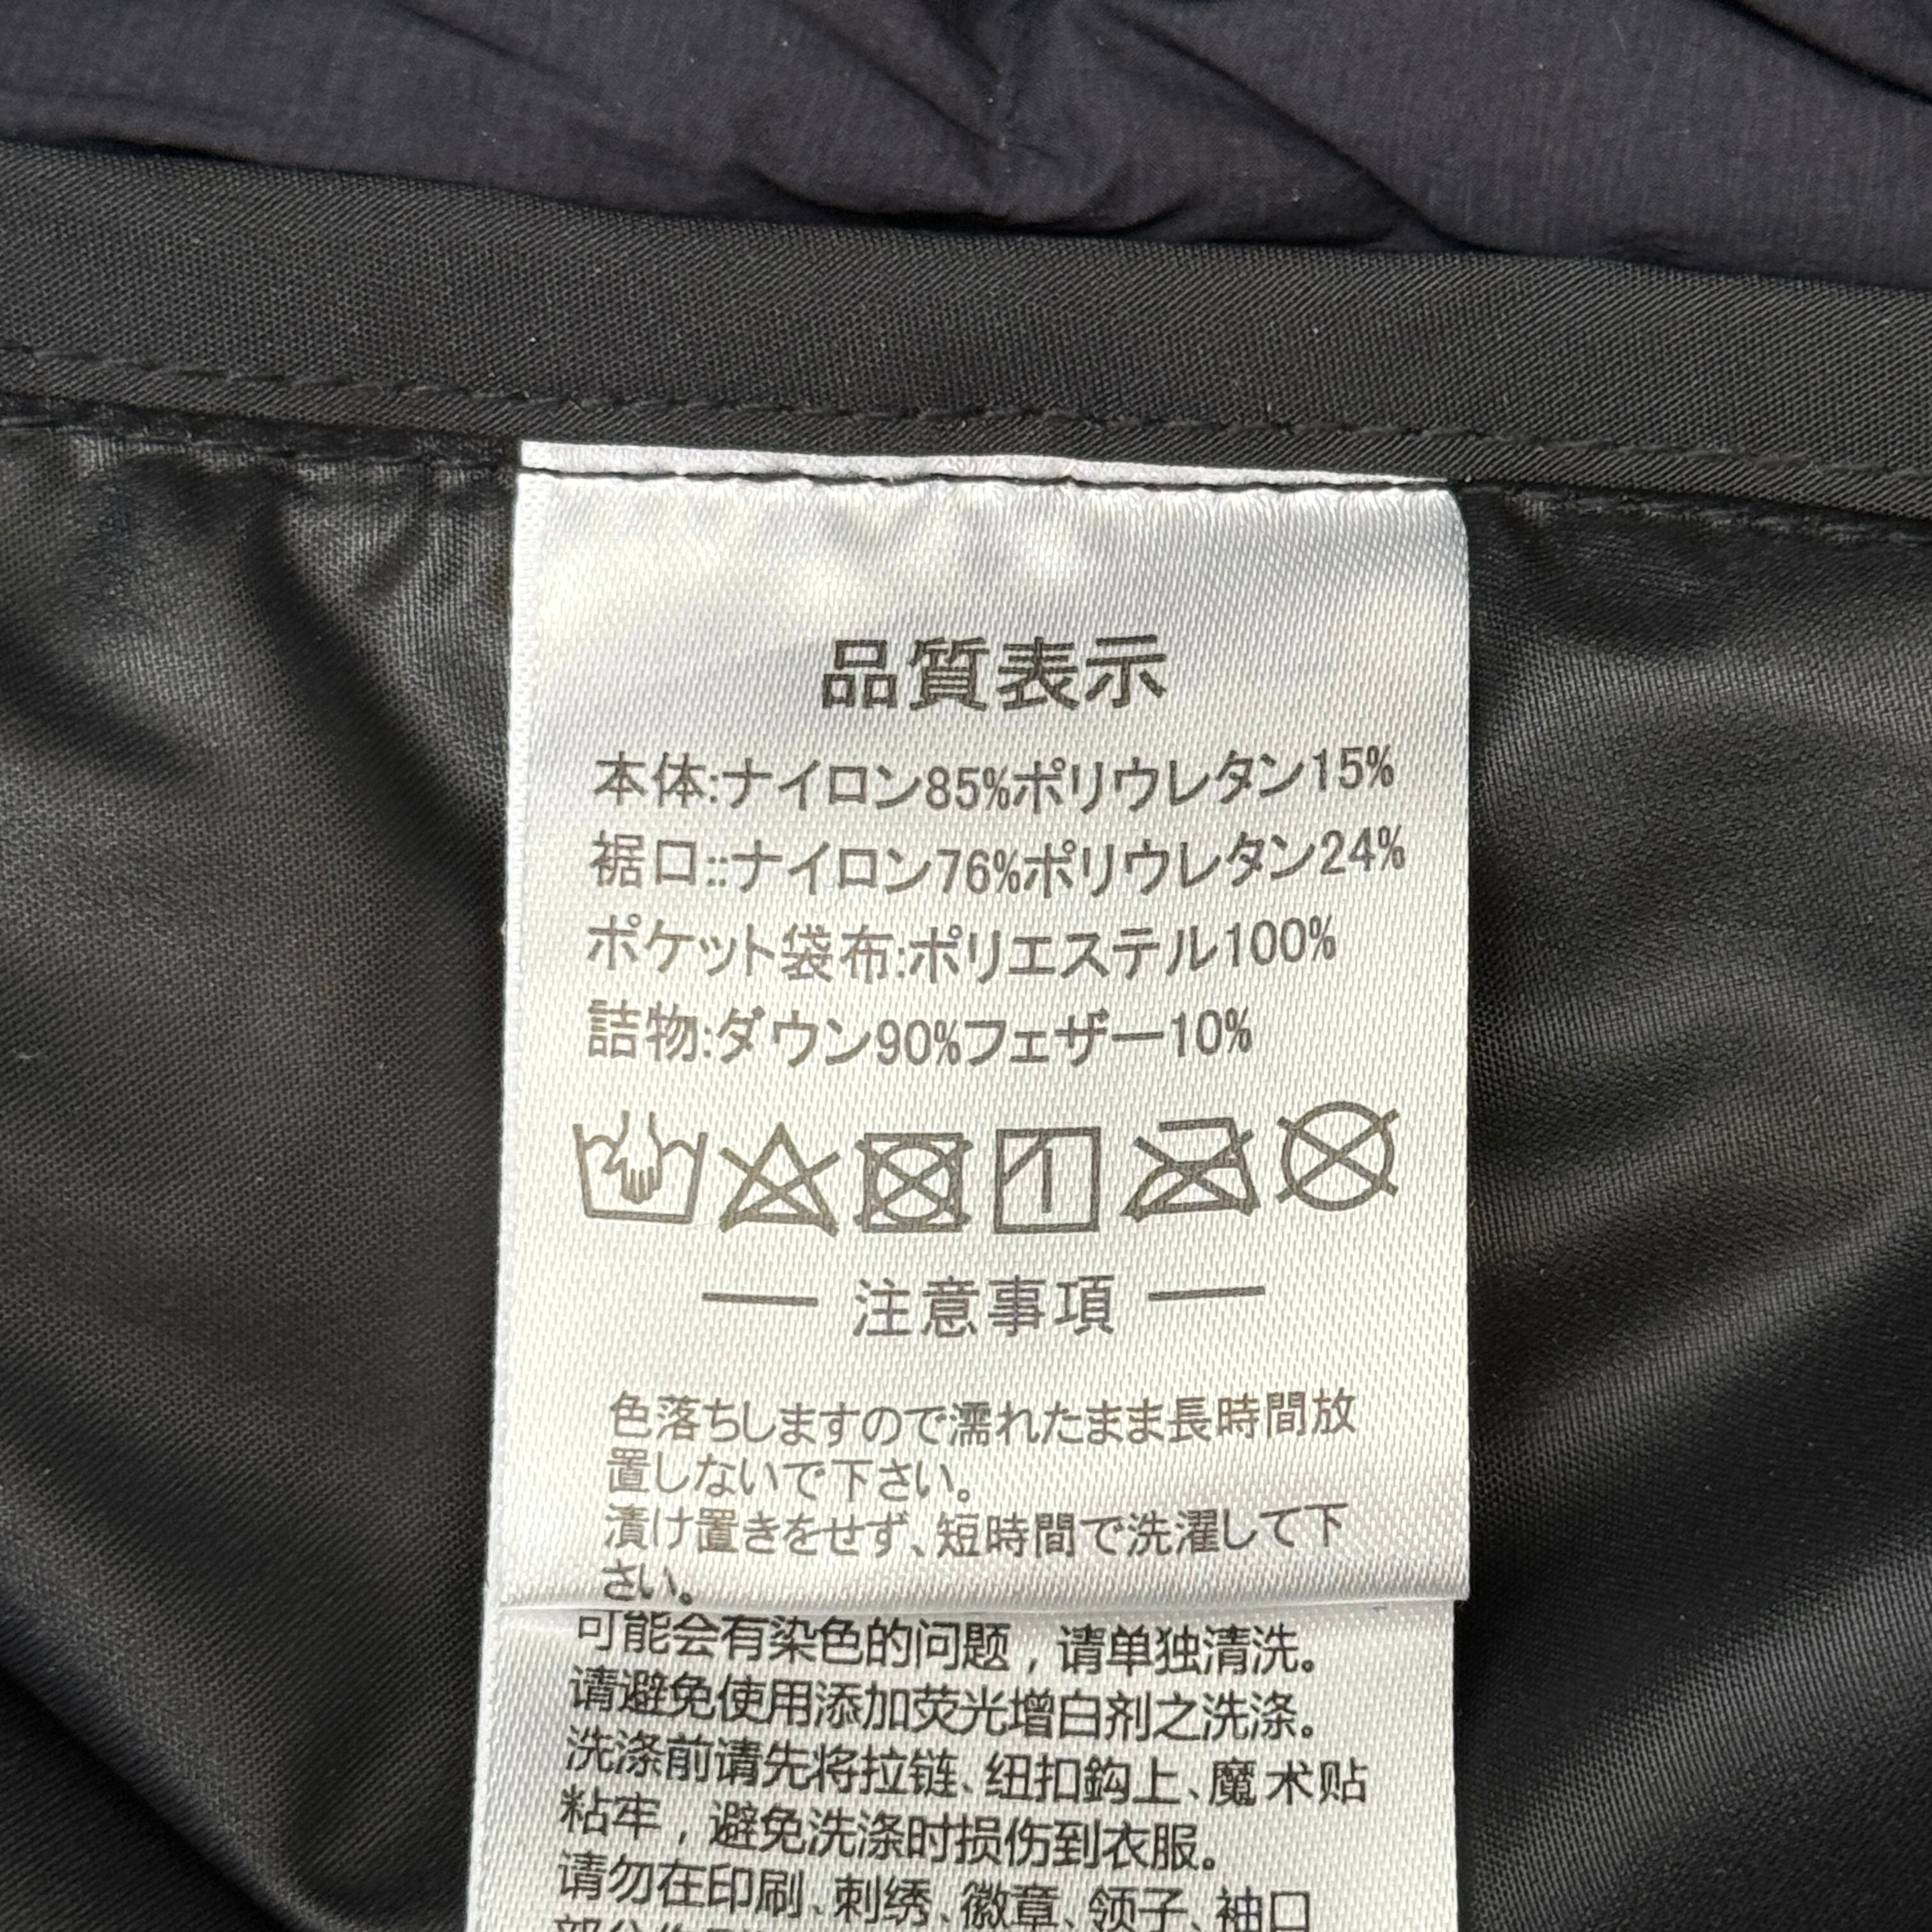 品質表示
本体:ナイロン85%ポリウレタン15%
裾口::ナイロン76%ポリウレタン24%
ポケット袋布:ポリエステル100%
詰物:ダウン90%フェザー10%
注意事項
色落ちしますので濡れたまま長時間放
置しないで下さい。
漬け置きをせず、短時間で洗濯して下
さい。
可能会有染色的问题，请单独清洗。
请避免使用添加荧光增白剂之洗涤。
洗涤前请先将拉链、纽扣鈎上、魔术贴
粘牢，避免洗涤时损伤到衣服。
请勿在印刷、刺绣、徽章、领子、袖口